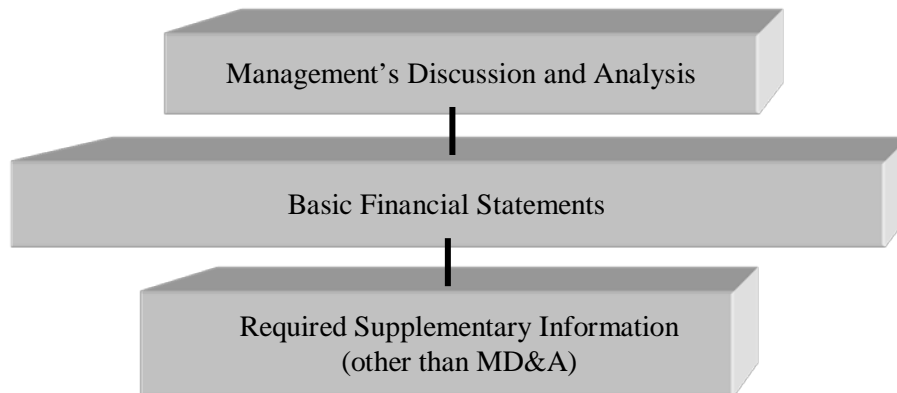 Management’s Discussion and Analysis
Basic Financial Statements
Required Supplementary Information
(other than MD&A)